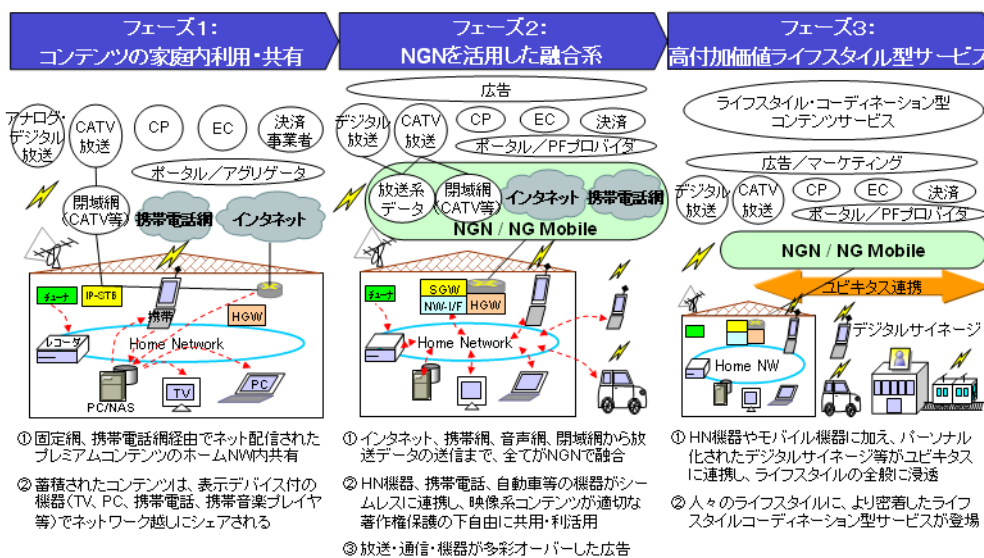 フェーズ1:
コンテンツの家庭内利用・共有
アナログ・
デジタル
放送
CATV
放送
CP
EC
決済
事業者
ポータル／アグリゲータ
閉域網
(CATV等)
携帯電話網
インタネット
チューナ
IP-STB
携帯
HGW
レコーダ
Home Network
PC/NAS
TV
PC
① 固定網、携帯電話網経由でネット配信された
プレミアムコンテンツのホームNW内共有
② 蓄積されたコンテンツは、表示デバイス付の
機器(TV、PC、携帯電話、携帯音楽プレイヤ
等)でネットワーク越しにシェアされる
フェーズ2:
NGNを活用した融合系
広告
デジタル
放送
CATV
放送
CP
EC
決済
ポータル／PFプロバイダ
放送系
データ
閉域網
(CATV等)
インタネット
携帯電話網
NGN / NG Mobile
チューナ
SGW
NW-I/F
HGW
Home Network
① インタネット、携帯網、音声網、閉域網から放
送データの送信まで、全てがNGNで融合
② HN機器、携帯電話、自動車等の機器がシー
ムレスに連携し、映像系コンテンツが適切な
著作権保護の下自由に共用・利活用
③ 放送・通信・機器が多彩オーバーした広告
フェーズ3:
高付加価値ライフスタイル型サービス
ライフスタイル・コーディネーション型
コンテンツサービス
広告／マーケティング
デジタル
放送
CATV
放送
CP
EC
決済
ポータル／PFプロバイダ
NGN / NG Mobile
ユビキタス連携
デジタルサイネージ
Home NW
① HN機器やモバイル機器に加え、パーソナル
化されたデジタルサイネージ等がユビキタス
に連携し、ライフスタイルの全般に浸透
② 人々のライフスタイルに、より密着したライフ
スタイルコーディネーション型サービスが登場